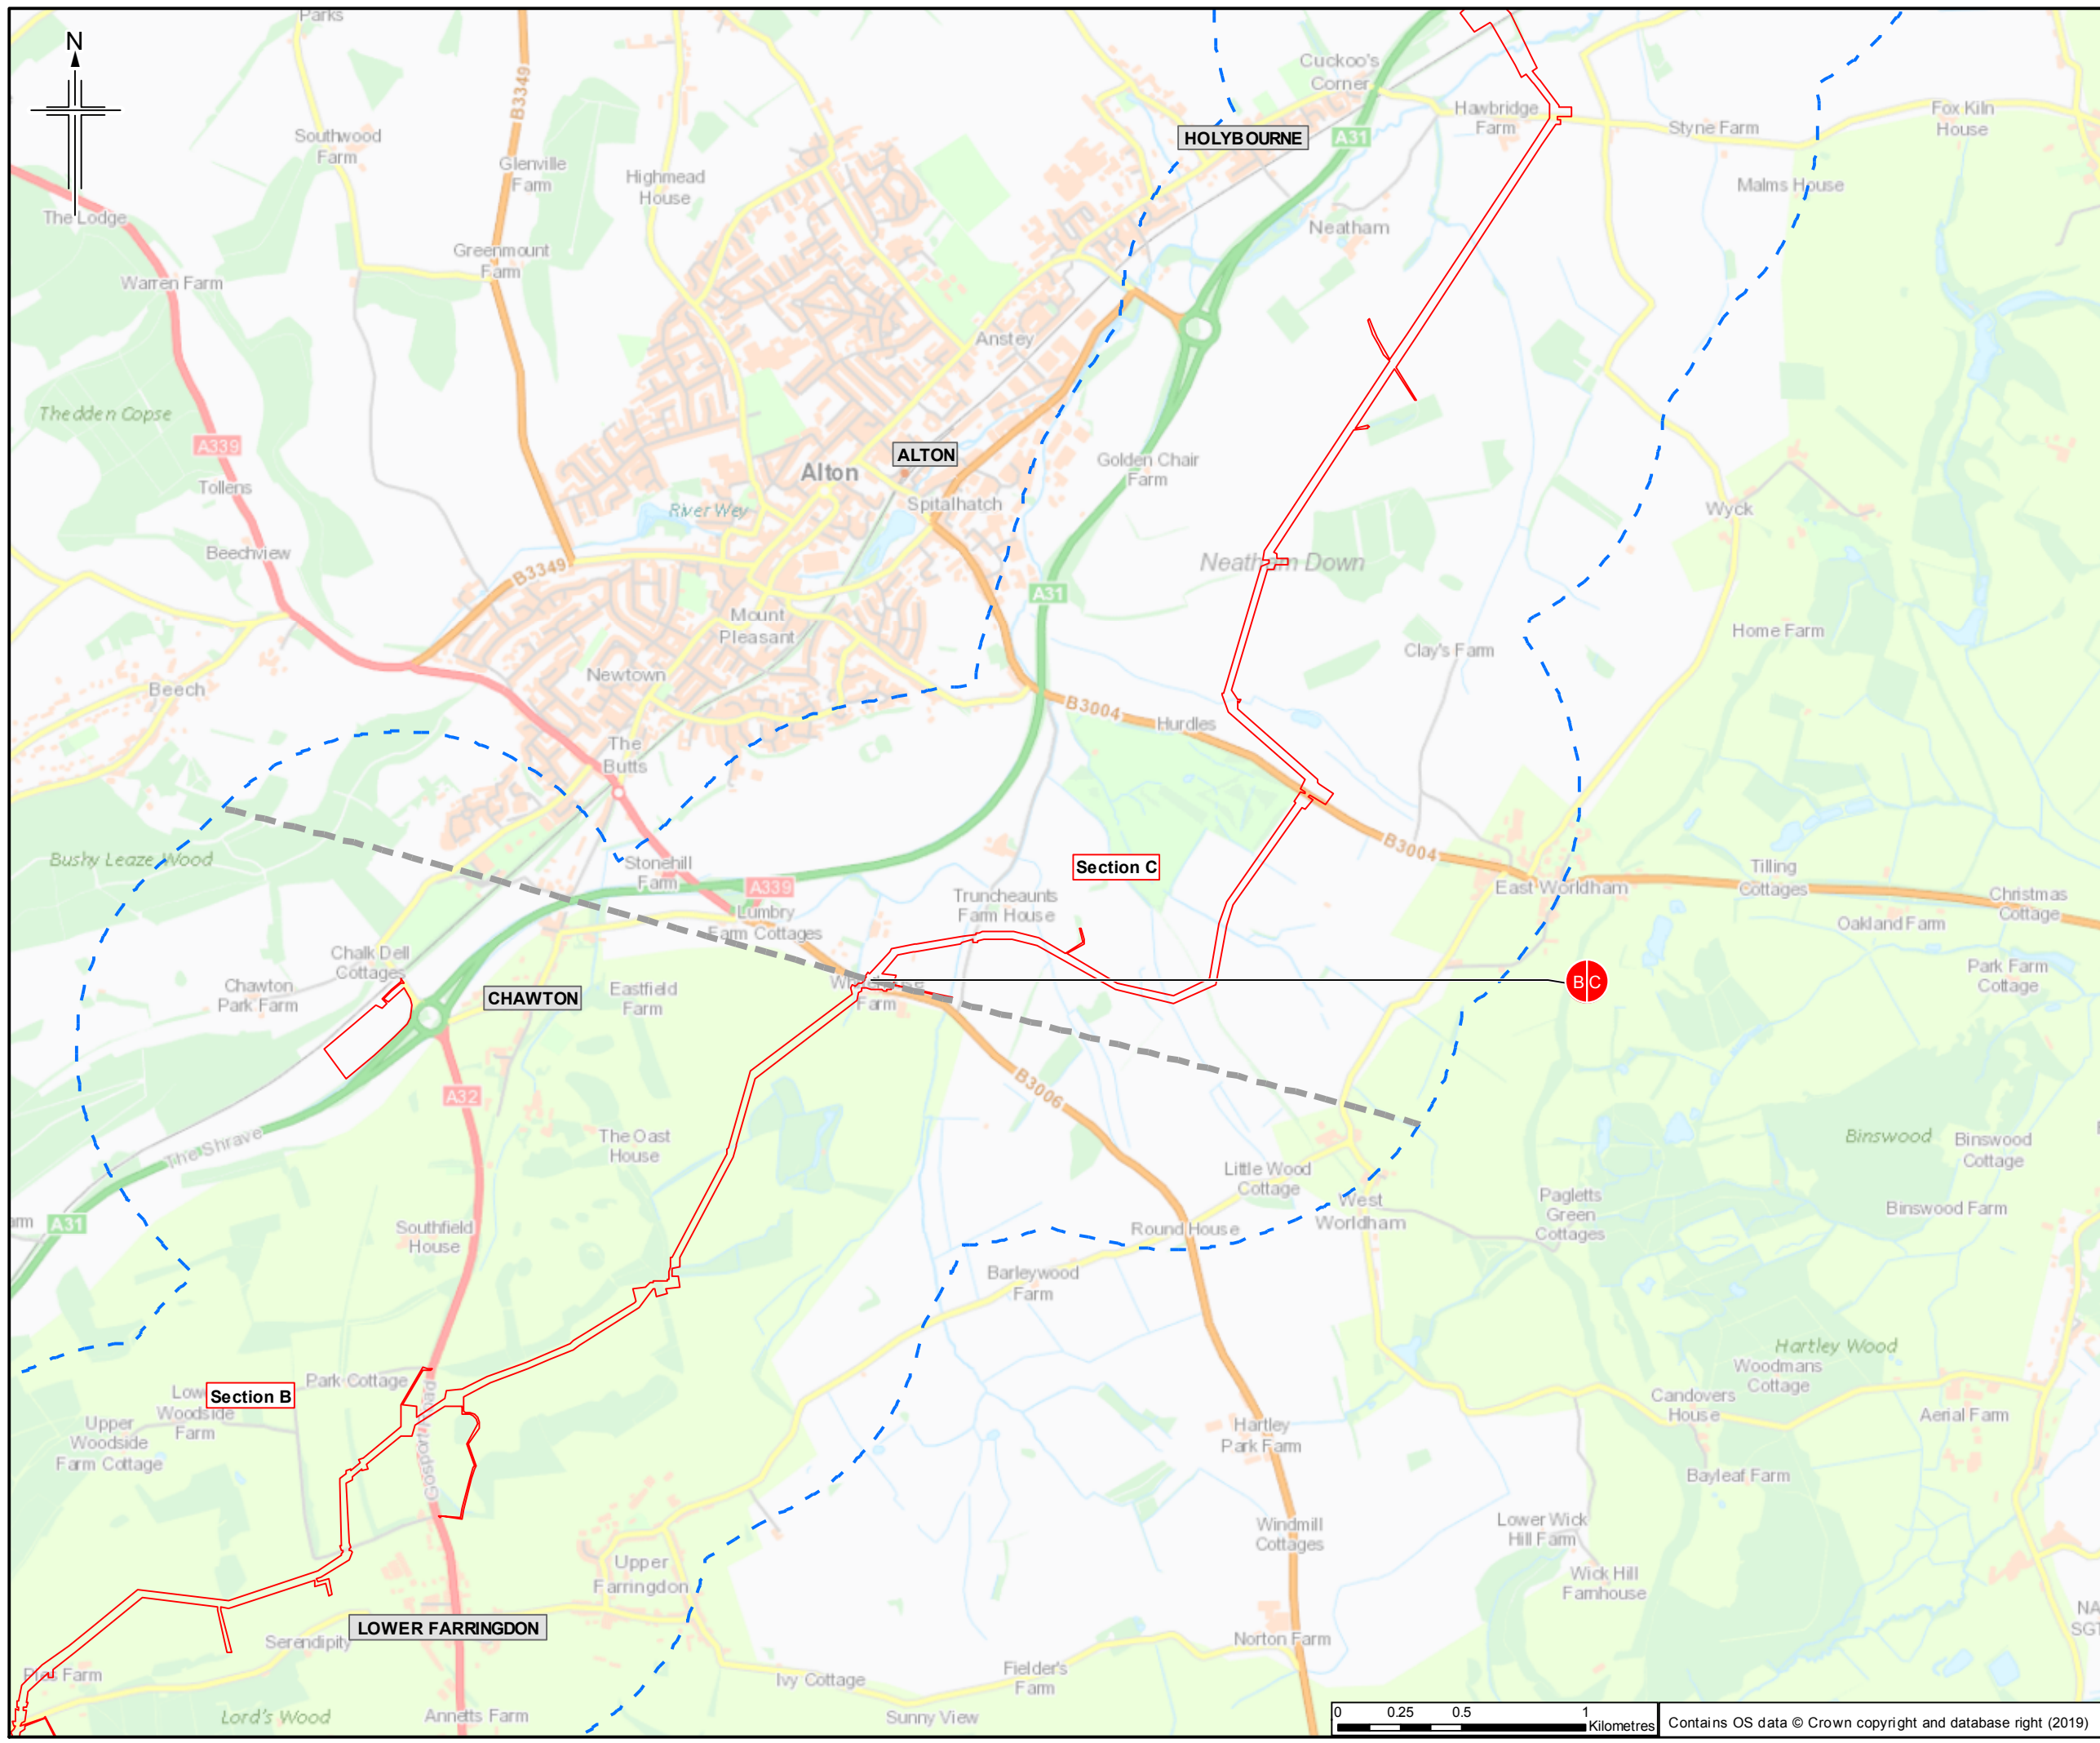 Parks
N
B3349
Cuckoo's
Corner
Hawbridge
Farm
Fox Kiln
House
Southwood
Farm
Glenville
Farm
Highmead
House
HOLYBOURNE
A31
Styne Farm
Malms House
The Lodge
Neatham
Greenmount
Farm
Warren Farm
Anstey
Thedden Copse
A339
ALTON
Alton
Golden Chair
Farm
Tollens
Spitalhatch
River Wey
Wyck
Beechview
B3349
Neatham Down
A31
Mount
Pleasant
Home Farm
Clay's Farm
Newtown
Beech
B3004
Hurdles
The
Butts
Bushy Leaze Wood
Stonehill
Farm
Section C
B3004
Tilling
Cottages
East Worldham
A339
Truncheaunts
Farm House
Christmas
Cottage
Lumbry
Farm Cottages
Oakland Farm
Chalk Dell
Cottages
Park Farm
Cottage
Chawton
Park Farm
CHAWTON
Eastfield
Farm
Farm
B C
A32
B3006
The Shrave
The Oast
House
Binswood
Binswood
Cottage
Little Wood
Cottage
West
Worldham
Pagletts
Green
Cottages
Binswood Farm
A31
Southfield
House
Round House
Barleywood
Farm
Hartley Wood
Woodmans
Cottage
Park Cottage
Section B
Woodside
Farm
Candovers
House
Aerial Farm
Upper
Woodside
Farm Cottage
Gosport Road
Hartley
Park Farm
Bayleaf Farm
Windmill
Cottages
Lower Wick
Hill Farm
Upper
Farringdon
Wick Hill
Farmhouse
LOWER FARRINGDON
Serendipity
Norton Farm
Farm
Ivy Cottage
Fielder's
Farm
Lord's Wood
Annetts Farm
Sunny View
0 0.25 0.5 1
Kilometres
Contains OS data © Crown copyright and database right (2019)